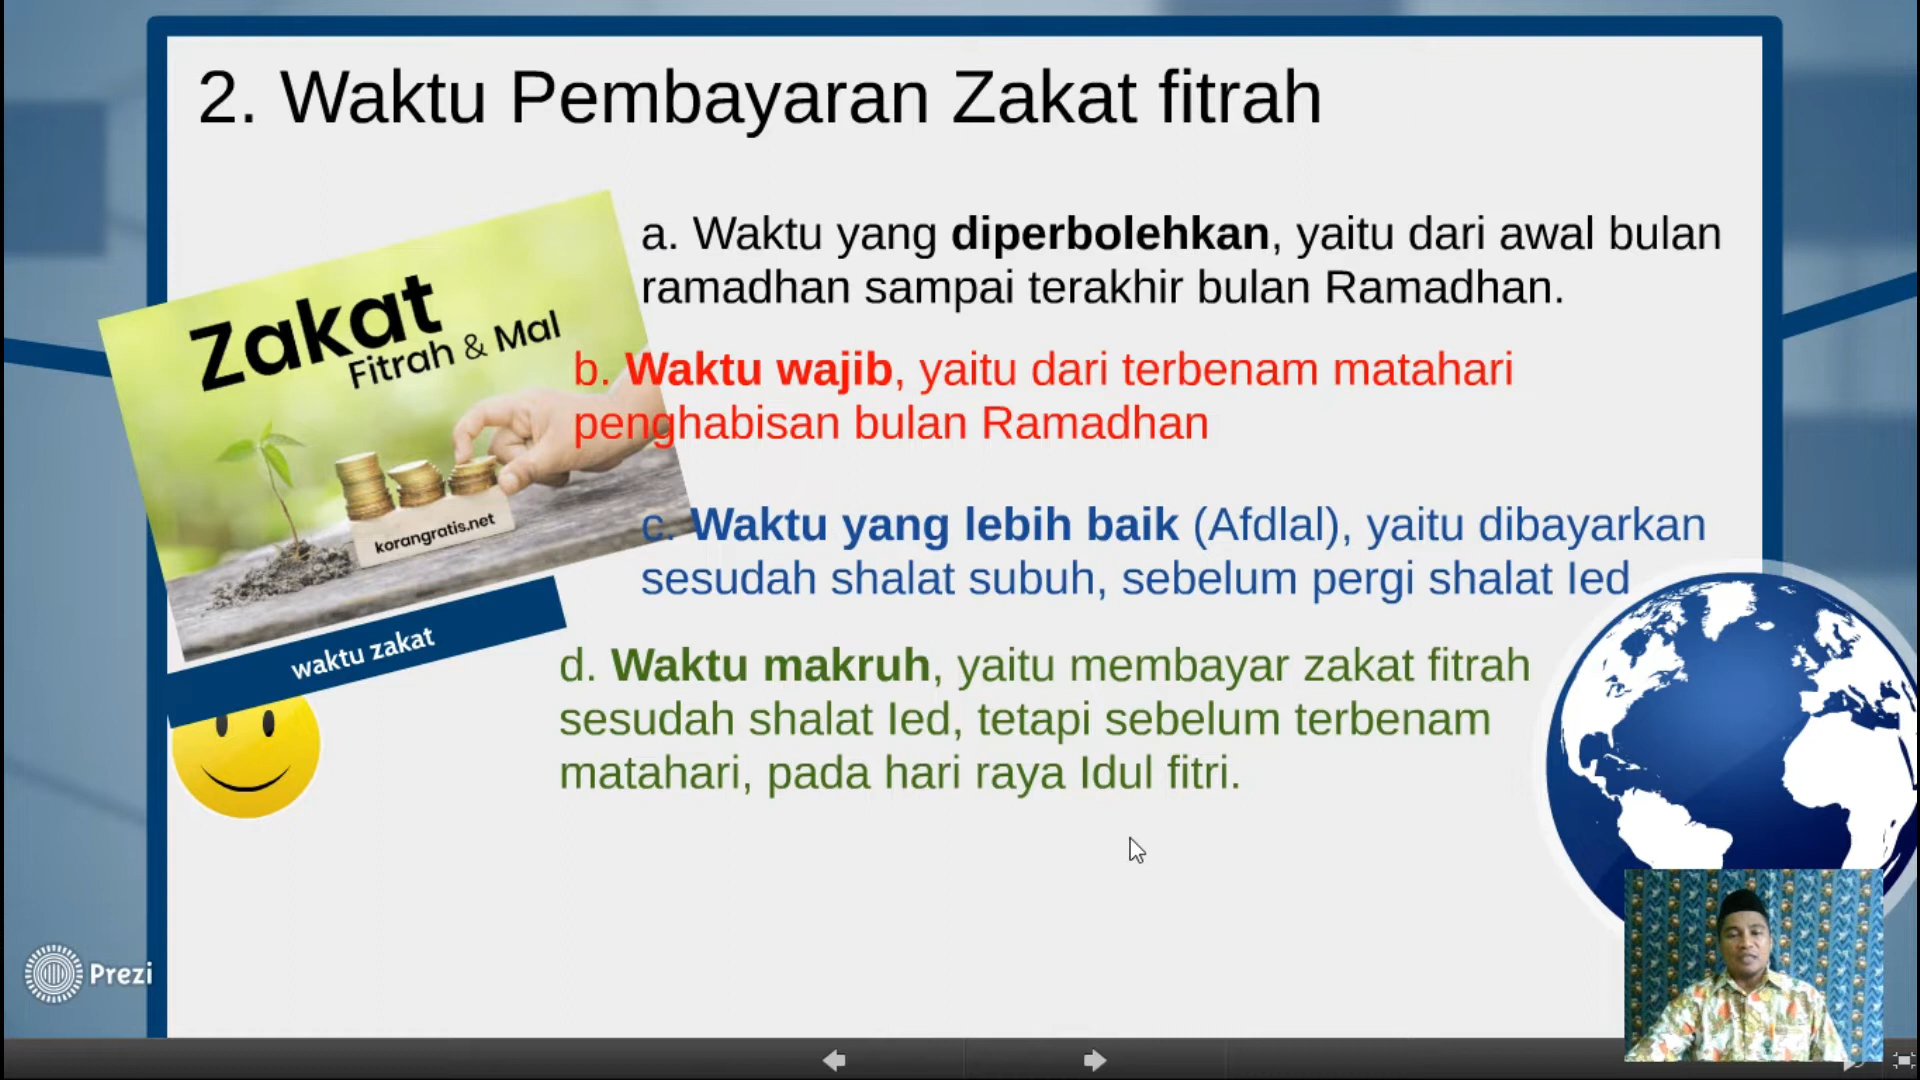 2. Waktu Pembayaran Zakat fitrah
a. Waktu yang diperbolehkan, yaitu dari awal bulan
ramadhan sampai terakhir bulan Ramadhan.
b. Waktu wajib, yaitu dari terbenam matahari
penghabisan bulan Ramadhan
c. Waktu yang lebih baik (Afdlal), yaitu dibayarkan
sesudah shalat subuh, sebelum pergi shalat Ied
d. Waktu makruh, yaitu membayar zakat fitrah
sesudah shalat Ied, tetapi sebelum terbenam
matahari, pada hari raya Idul fitri.
Zakat
Fitrah & Mal
korangratis.net
waktu zakat
Prezi